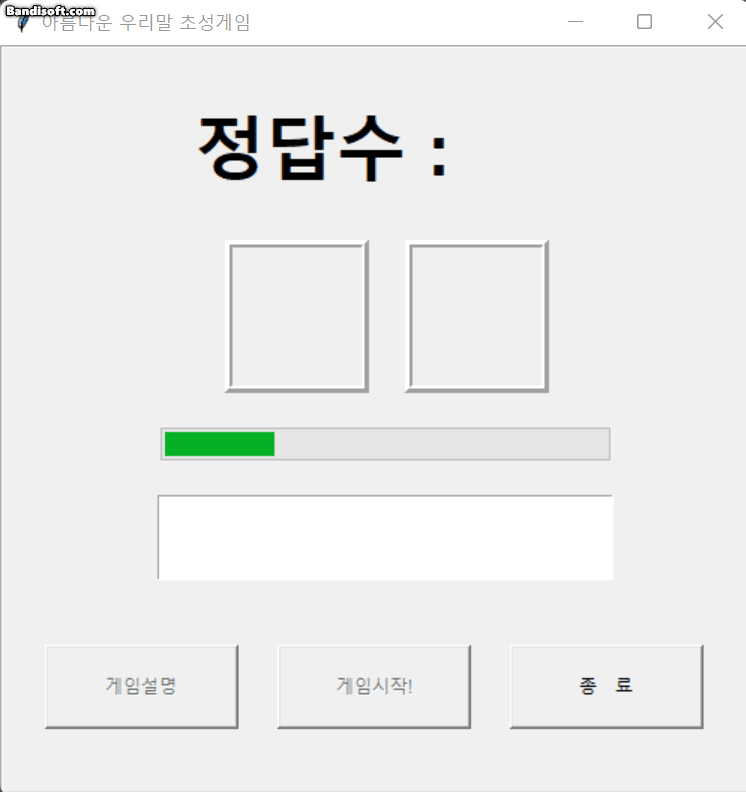 Bandisoft.com
아름다운 우리말 초성게임
정답수 :
게임설명
게임시작!
종 료